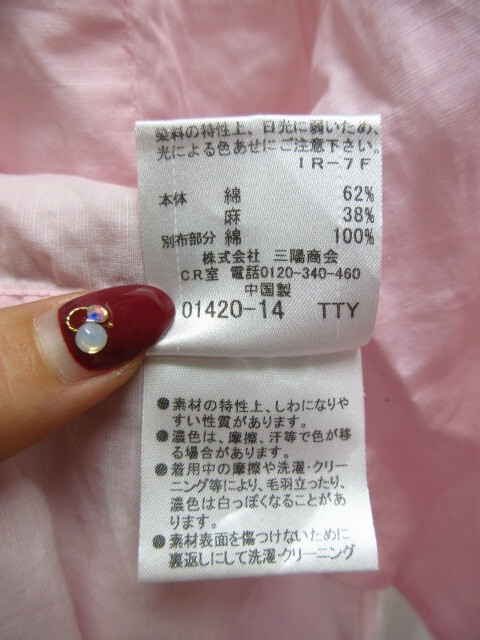 染料の特性上、日光に弱いため、
光による色あせにご注意下さい。
IR-7F
本体 綿 62%
麻 38%
別布部分 綿 100%
株式会社 三陽商会
CR室 電話0120-340-460
中国製
01420-14 TTY
●素材の特性上、しわになりや
すい性質があります。
●濃色は、摩擦、汗等で色が移
る場合があります。
●着用中の摩擦や洗濯・クリー
ニング等により、毛羽立ったり、
濃色は白っぽくなることがあ
ります。
●素材表面を傷つけないために
裏返しにして洗濯・クリーニング